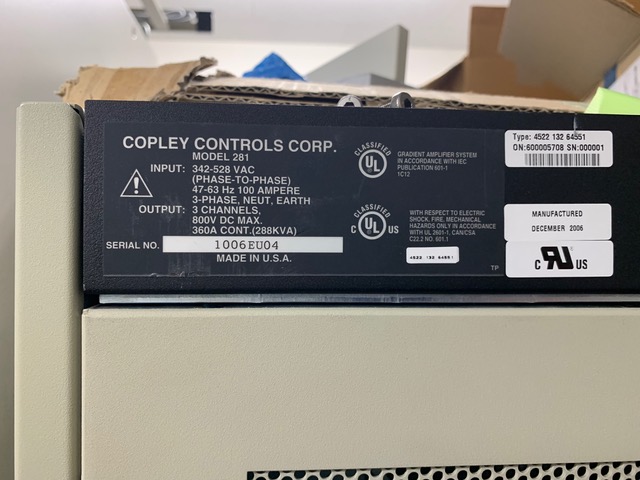 COPLEY CONTROLS CORP.
MODEL 281
INPUT: 342-528 VAC
(PHASE-TO-PHASE)
47-63 Hz 100 AMPERE
3-PHASE, NEUT, EARTH
OUTPUT: 3 CHANNELS,
800V DC MAX.
360A CONT.(288KVA)
SERIAL NO. 1006EU04
MADE IN U.S.A.
CLASSIFIED
UL
GRADIENT AMPLIFIER SYSTEM
IN ACCORDANCE WITH IEC
PUBLICATION 601-1
1C12
CLASSIFIED
C UL US
WITH RESPECT TO ELECTRIC
SHOCK, FIRE, MECHANICAL
HAZARDS ONLY IN ACCORDANCE
WITH UL 2601-1, CAN/CSA
C22.2 NO. 601.1
4522 132 64551
TP
Type: 4522 132 64551
ON:600005708 SN:000001
MANUFACTURED
DECEMBER 2006
C RU US